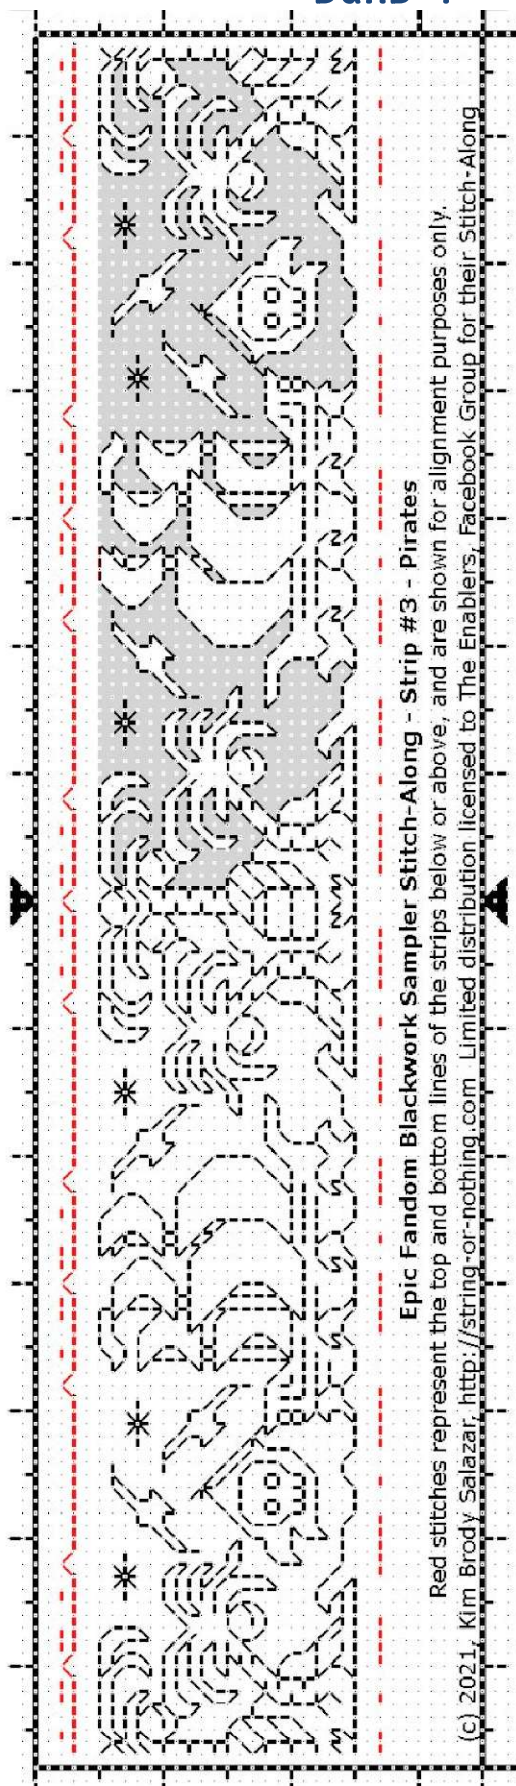 Epic Fandom Blackwork Sampler Stitch-Along - Strip #3 - Pirates
Red stitches represent the top and bottom lines of the strips below or above, and are shown for alignment purposes only.
(c) 2021, Kim Brody Salazar, http://string-or-nothing.com Limited distribution licensed to The Enablers, Facebook Group for their Stitch-Along